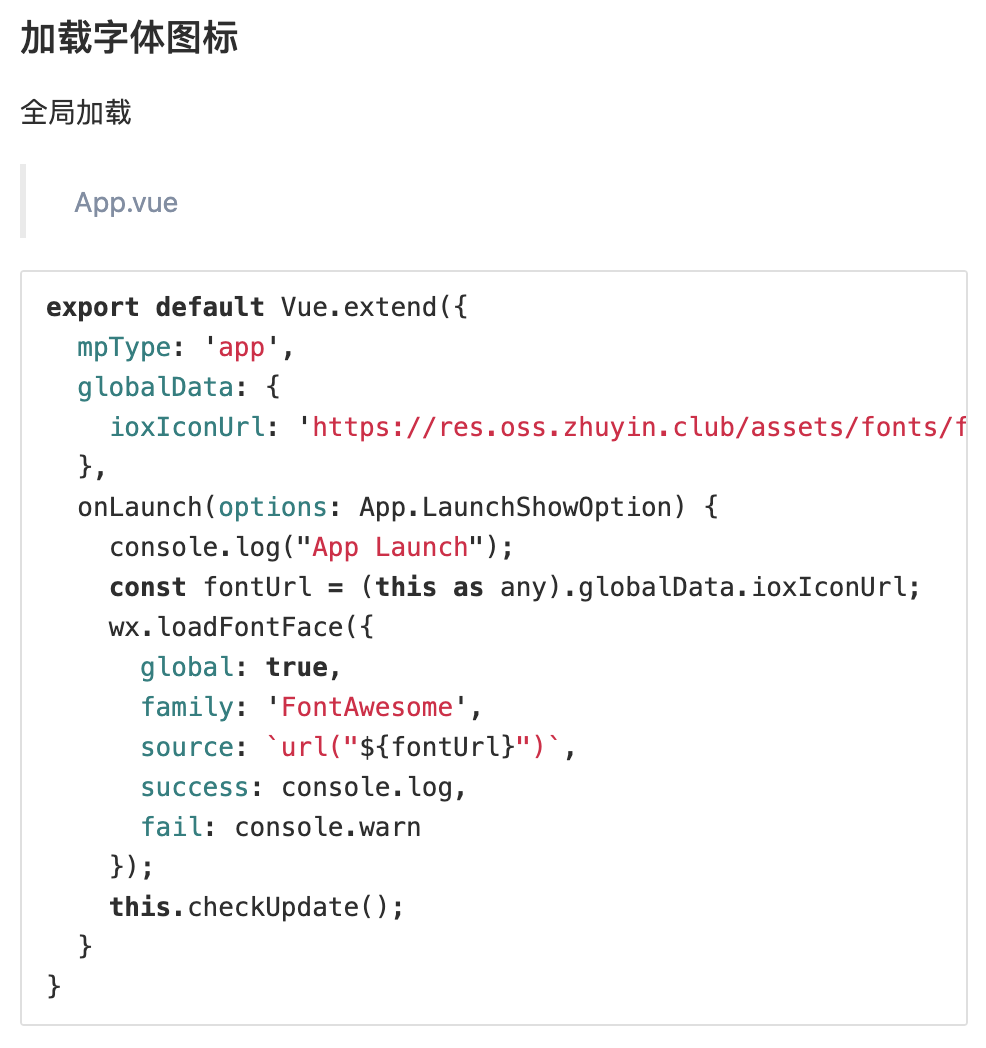 加载字体图标
全局加载
App.vue
export default Vue.extend({
  mpType: 'app',
  globalData: {
    ioxIconUrl: 'https://res.oss.zhuyin.club/assets/fonts/f
  },
  onLaunch(options: App.LaunchShowOption) {
    console.log("App Launch");
    const fontUrl = (this as any).globalData.ioxIconUrl;
    wx.loadFontFace({
      global: true,
      family: 'FontAwesome',
      source: `url("${fontUrl}")`,
      success: console.log,
      fail: console.warn
    });
    this.checkUpdate();
  }
}